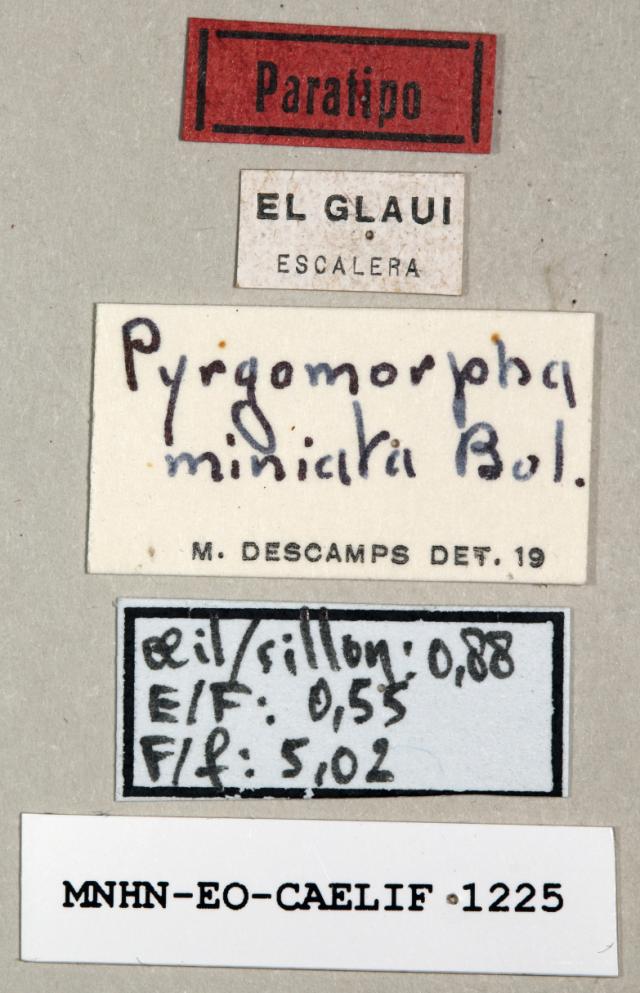 Paratipo
EL GLAUI
ESCALERA
Pyrgomorpha
miniata Bol.
M. DESCAMPS DET. 19
œil/sillon: 0,88
E/F: 0,55
F/f: 5,02
MNHN-EO-CAELIF 1225